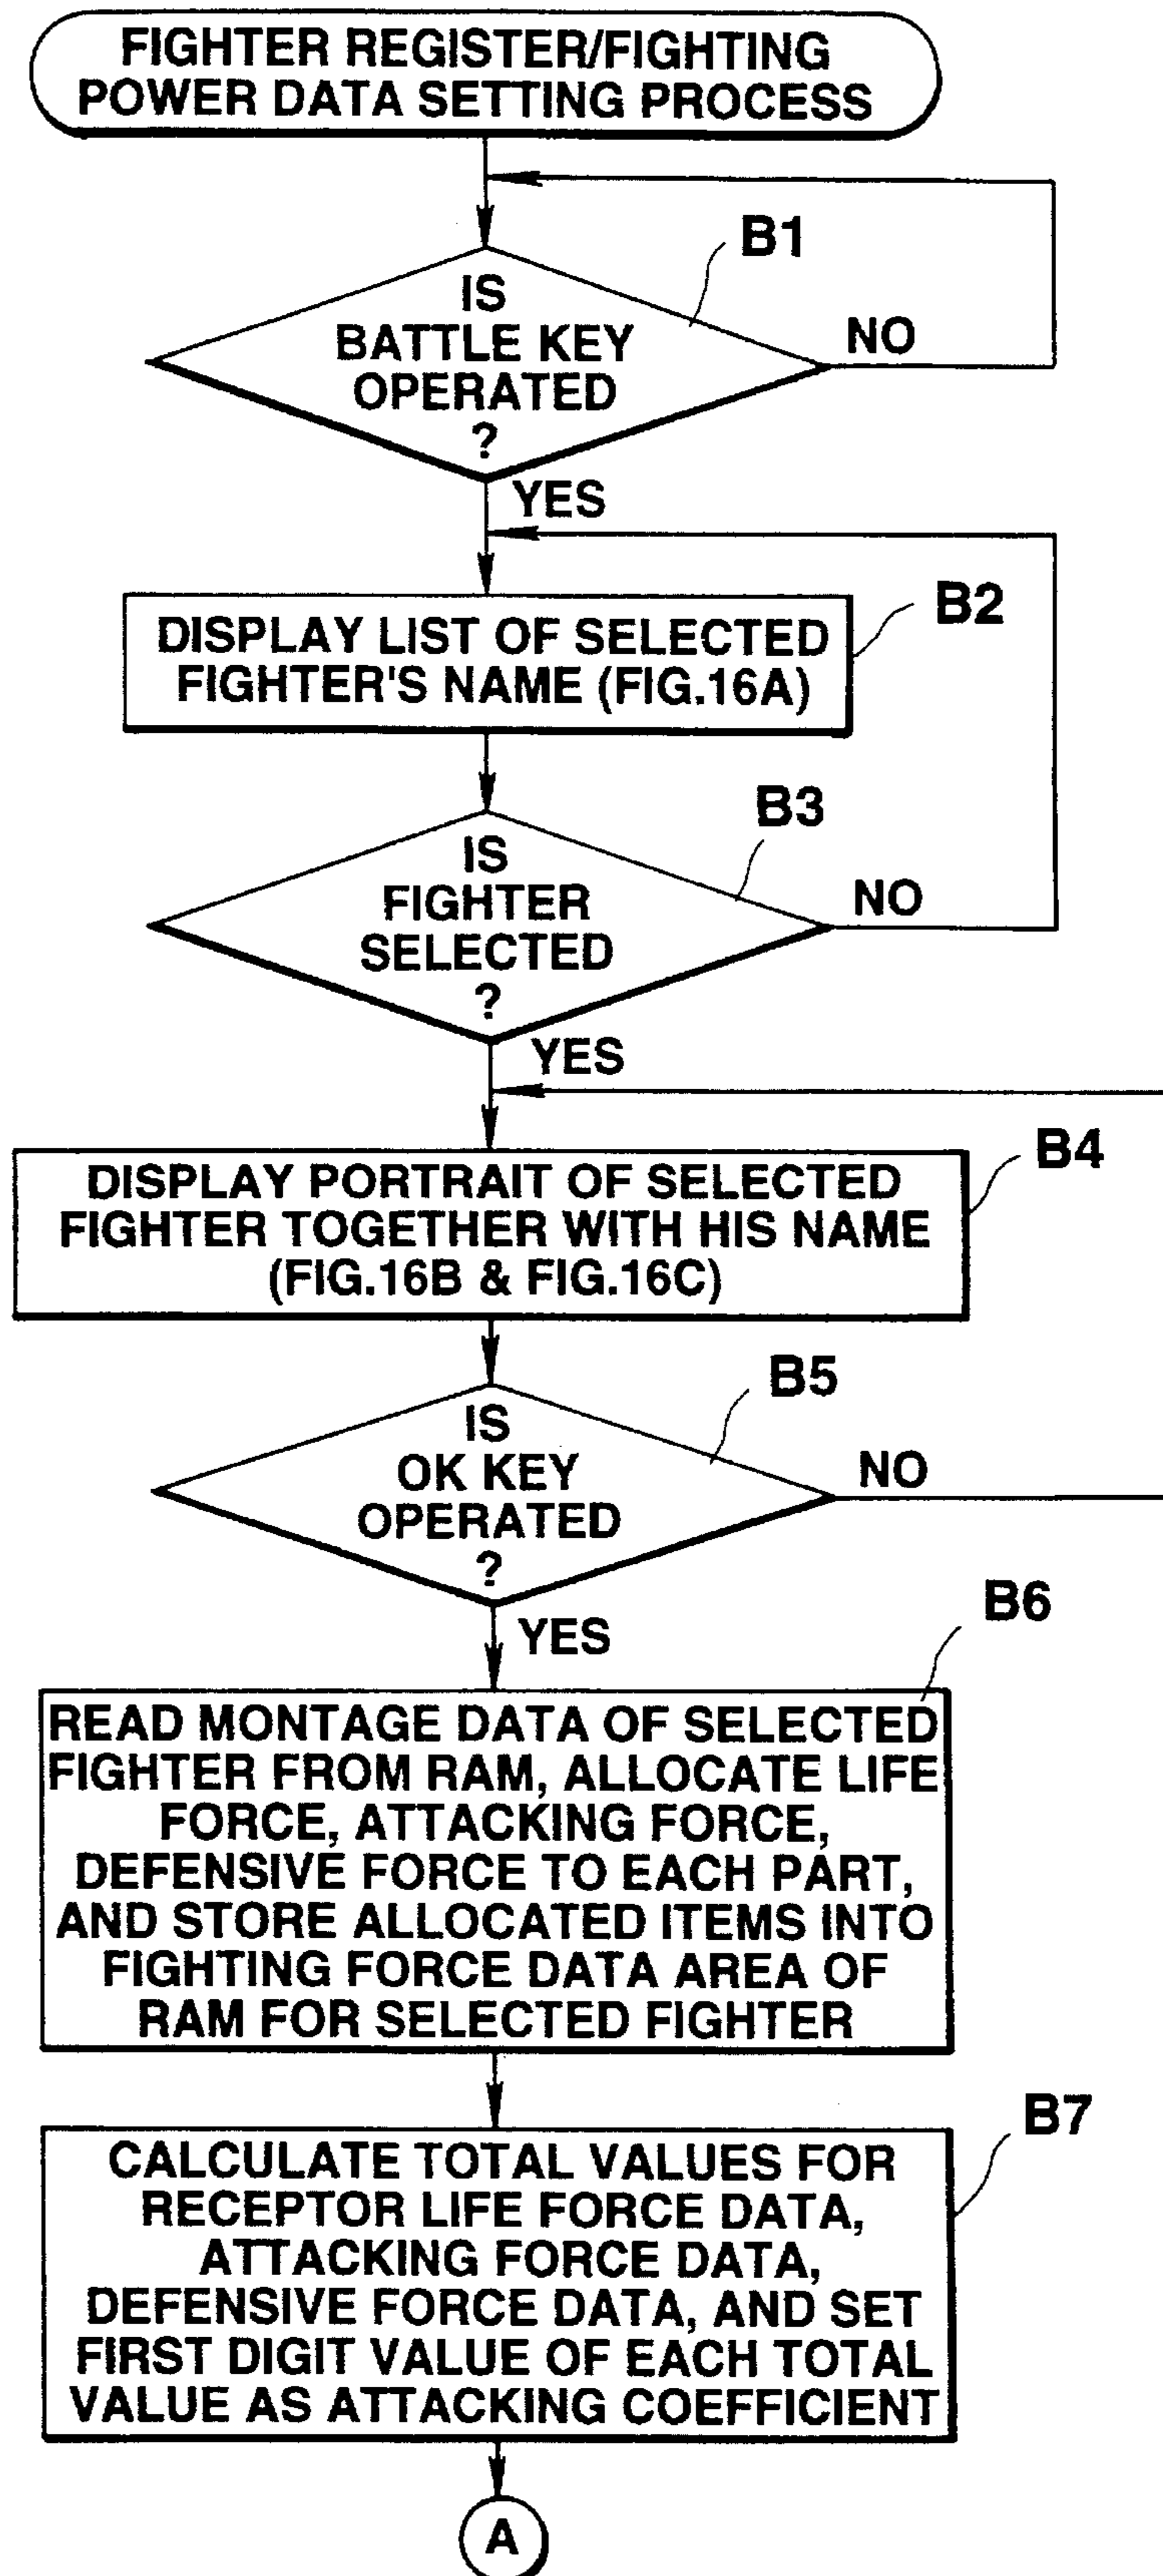 FIGHTER REGISTER/FIGHTING
POWER DATA SETTING PROCESS
B1
IS
BATTLE KEY
OPERATED
?
NO
YES
B2
DISPLAY LIST OF SELECTED
FIGHTER'S NAME (FIG.16A)
B3
IS
FIGHTER
SELECTED
?
NO
YES
B4
DISPLAY PORTRAIT OF SELECTED
FIGHTER TOGETHER WITH HIS NAME
(FIG.16B & FIG.16C)
B5
IS
OK KEY
OPERATED
?
NO
YES
B6
READ MONTAGE DATA OF SELECTED
FIGHTER FROM RAM, ALLOCATE LIFE
FORCE, ATTACKING FORCE,
DEFENSIVE FORCE TO EACH PART,
AND STORE ALLOCATED ITEMS INTO
FIGHTING FORCE DATA AREA OF
RAM FOR SELECTED FIGHTER
B7
CALCULATE TOTAL VALUES FOR
RECEPTOR LIFE FORCE DATA,
ATTACKING FORCE DATA,
DEFENSIVE FORCE DATA, AND SET
FIRST DIGIT VALUE OF EACH TOTAL
VALUE AS ATTACKING COEFFICIENT
A